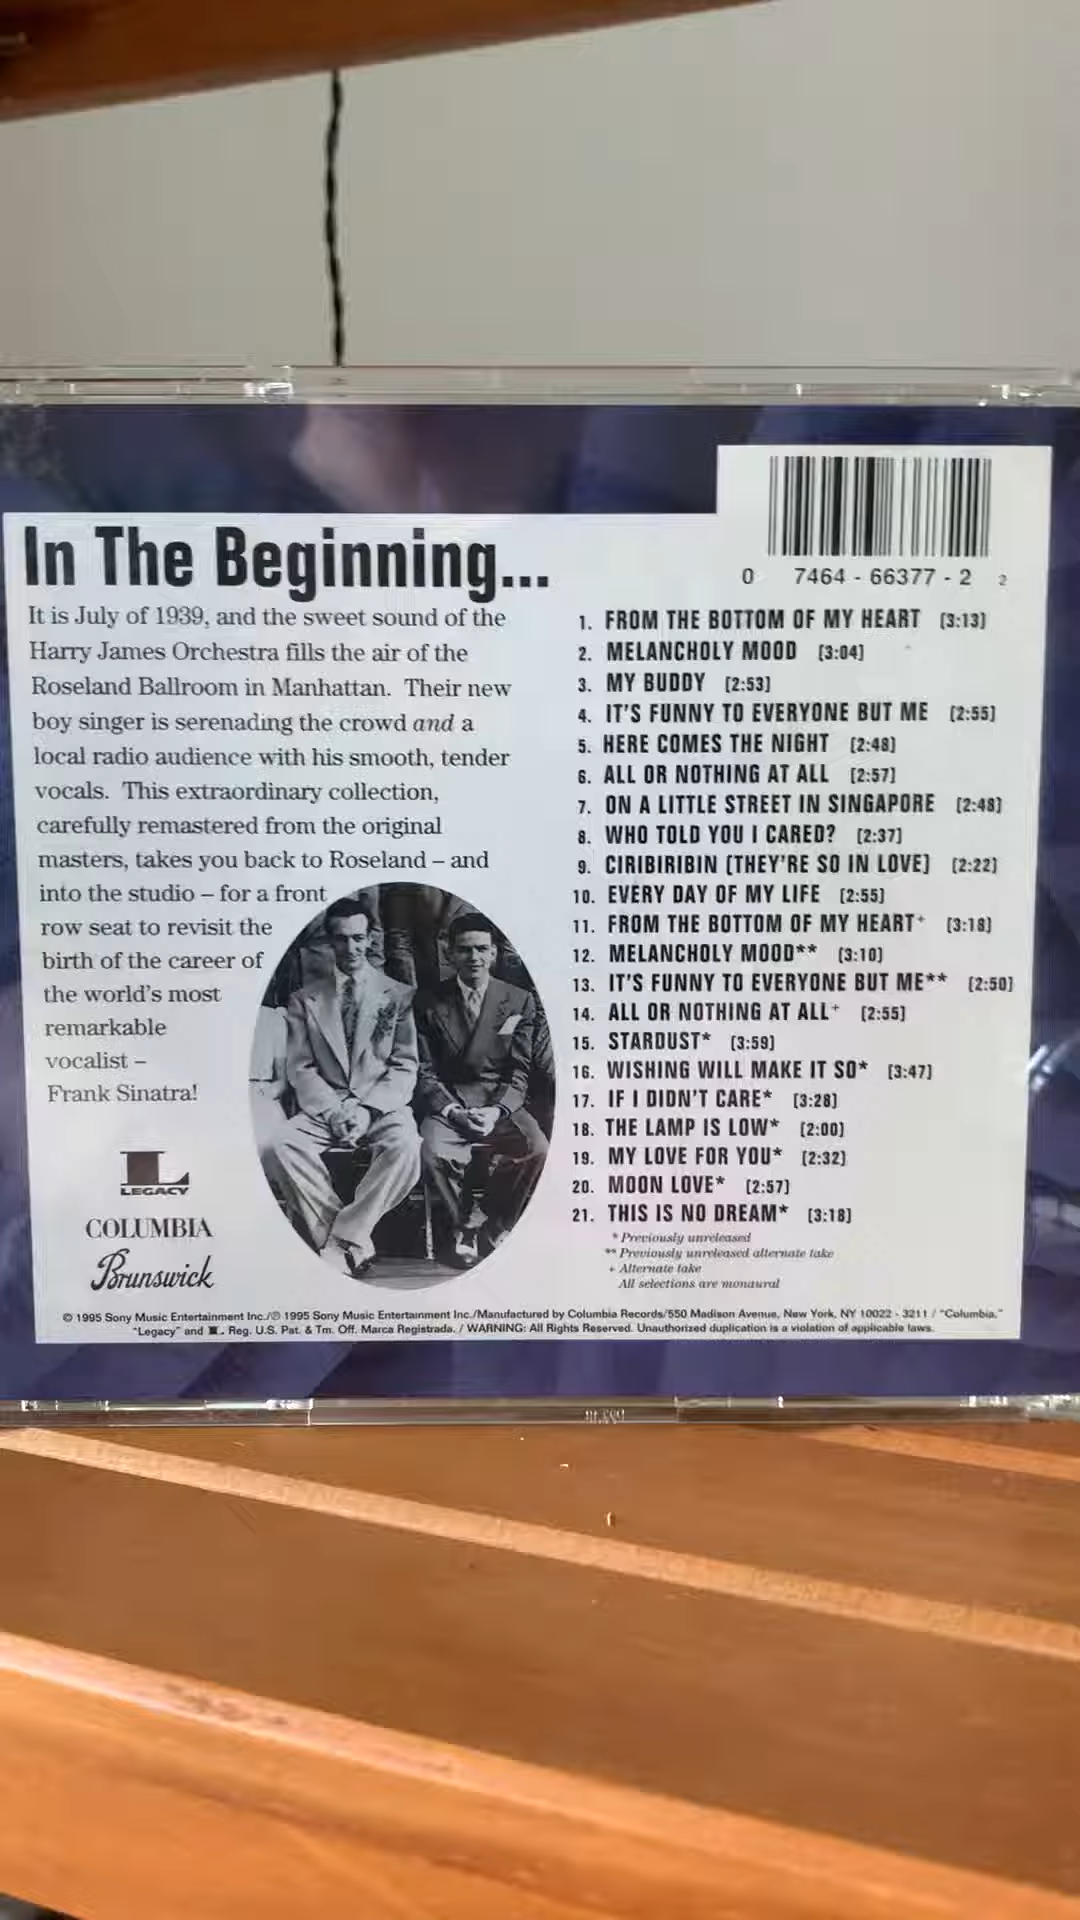 0 7464 - 66377 - 2 2
In The Beginning...
It is July of 1939, and the sweet sound of the
Harry James Orchestra fills the air of the
Roseland Ballroom in Manhattan. Their new
boy singer is serenading the crowd and a
local radio audience with his smooth, tender
vocals. This extraordinary collection,
carefully remastered from the original
masters, takes you back to Roseland – and
into the studio – for a front
row seat to revisit the
birth of the career of
the world's most
remarkable
vocalist –
Frank Sinatra!
L
LEGACY
COLUMBIA
Brunswick
1. FROM THE BOTTOM OF MY HEART [3:13]
2. MELANCHOLY MOOD [3:04]
3. MY BUDDY [2:53]
4. IT'S FUNNY TO EVERYONE BUT ME [2:55]
5. HERE COMES THE NIGHT [2:48]
6. ALL OR NOTHING AT ALL [2:57]
7. ON A LITTLE STREET IN SINGAPORE [2:48]
8. WHO TOLD YOU I CARED? [2:37]
9. CIRIBIRIBIN [THEY'RE SO IN LOVE] [2:22]
10. EVERY DAY OF MY LIFE [2:55]
11. FROM THE BOTTOM OF MY HEART+ [3:18]
12. MELANCHOLY MOOD** [3:10]
13. IT'S FUNNY TO EVERYONE BUT ME** [2:50]
14. ALL OR NOTHING AT ALL+ [2:55]
15. STARDUST* [3:59]
16. WISHING WILL MAKE IT SO* [3:47]
17. IF I DIDN'T CARE* [3:28]
18. THE LAMP IS LOW* [2:00]
19. MY LOVE FOR YOU* [2:32]
20. MOON LOVE* [2:57]
21. THIS IS NO DREAM* [3:18]
* Previously unreleased
** Previously unreleased alternate take
+ Alternate take
All selections are monaural
© 1995 Sony Music Entertainment Inc./℗ 1995 Sony Music Entertainment Inc./Manufactured by Columbia Records/550 Madison Avenue, New York, NY 10022 - 3211 / "Columbia,"
"Legacy" and L. Reg. U.S. Pat. & Tm. Off. Marca Registrada. / WARNING: All Rights Reserved. Unauthorized duplication is a violation of applicable laws.